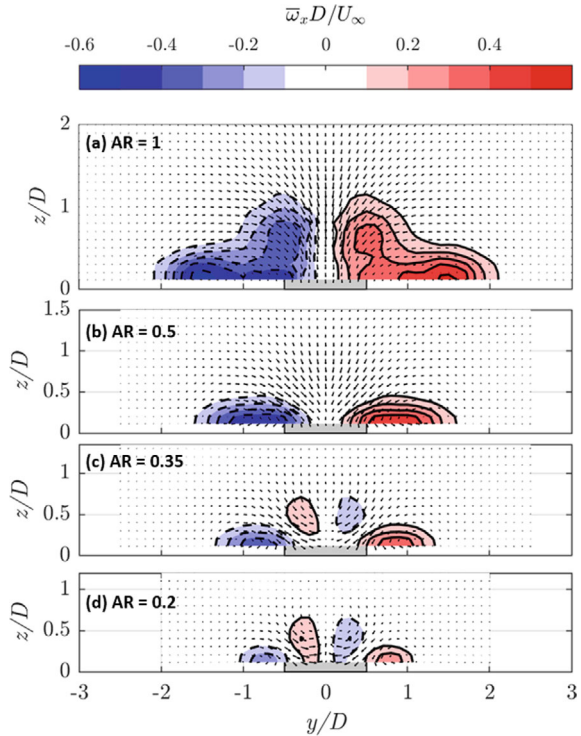 ω̅ₓD/U∞
-0.6 -0.4 -0.2 0 0.2 0.4
(a) AR = 1
z/D
2
1
0
(b) AR = 0.5
z/D
1.5
1
0.5
0
(c) AR = 0.35
z/D
1
0.5
0
(d) AR = 0.2
z/D
1
0.5
0
-3 -2 -1 0 1 2 3
y/D